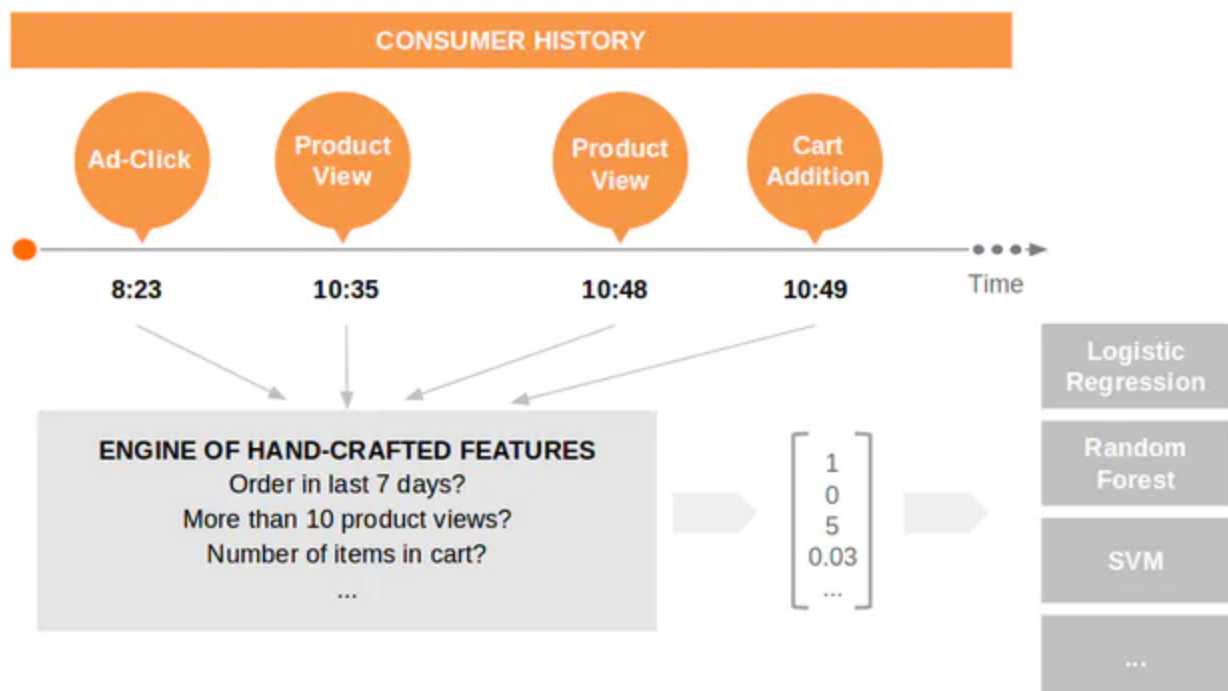 CONSUMER HISTORY
Ad-Click
Product
View
Product
View
Cart
Addition
8:23
10:35
10:48
10:49
Time
ENGINE OF HAND-CRAFTED FEATURES
Order in last 7 days?
More than 10 product views?
Number of items in cart?
...
1
0
5
0.03
...
Logistic
Regression
Random
Forest
SVM
...